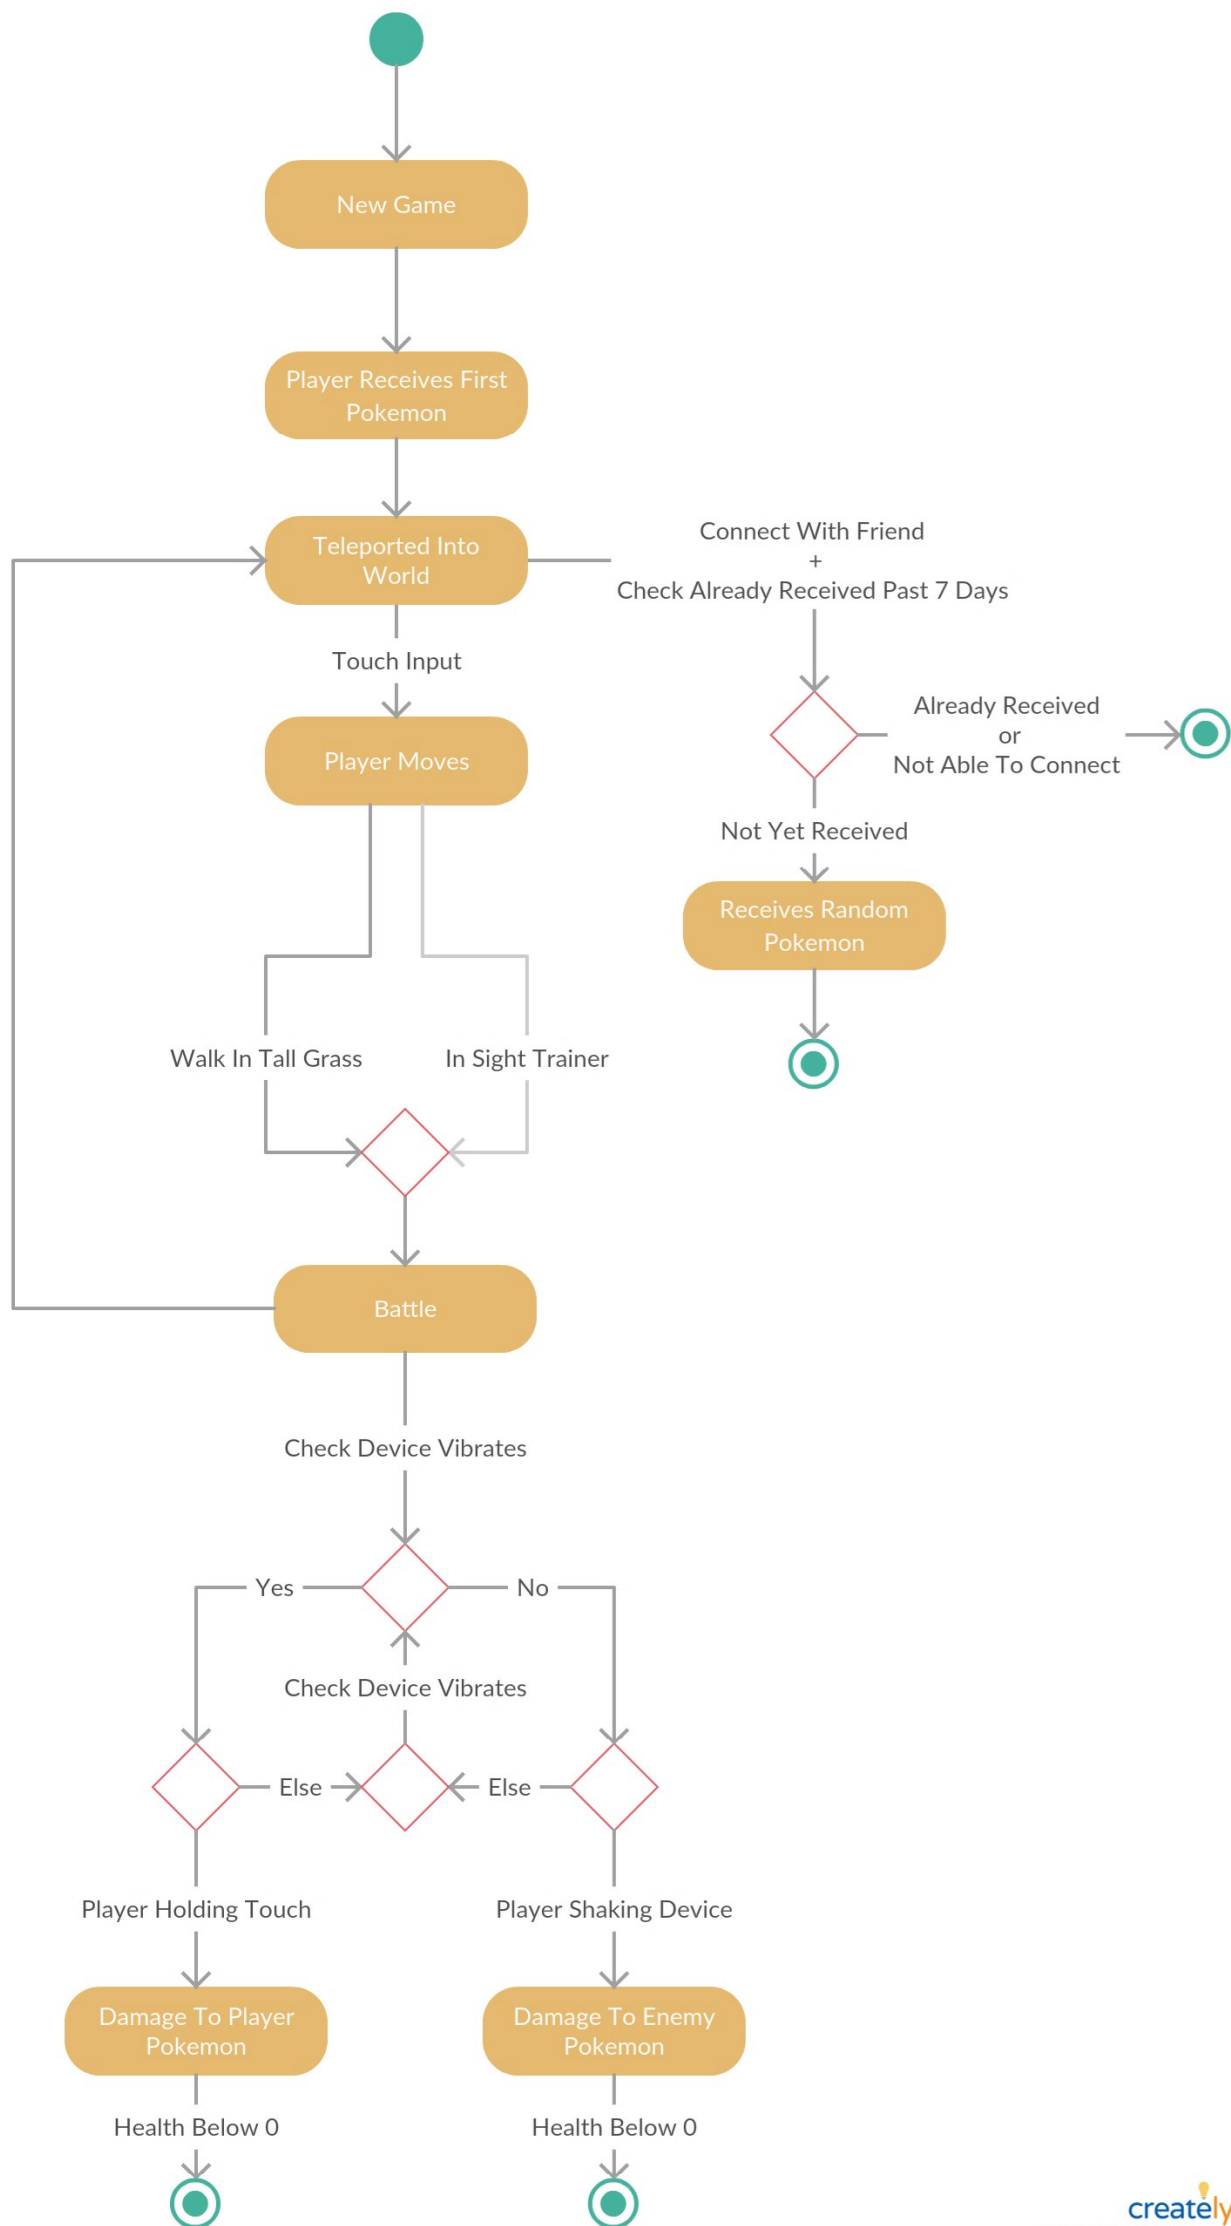 New Game
Player Receives First
Pokemon
Teleported Into
World
Connect With Friend
+
Check Already Received Past 7 Days
Touch Input
Player Moves
Already Received
or
Not Able To Connect
Not Yet Received
Receives Random
Pokemon
Walk In Tall Grass
In Sight Trainer
Battle
Check Device Vibrates
Yes
No
Check Device Vibrates
Else
Else
Player Holding Touch
Player Shaking Device
Damage To Player
Pokemon
Damage To Enemy
Pokemon
Health Below 0
Health Below 0
creately